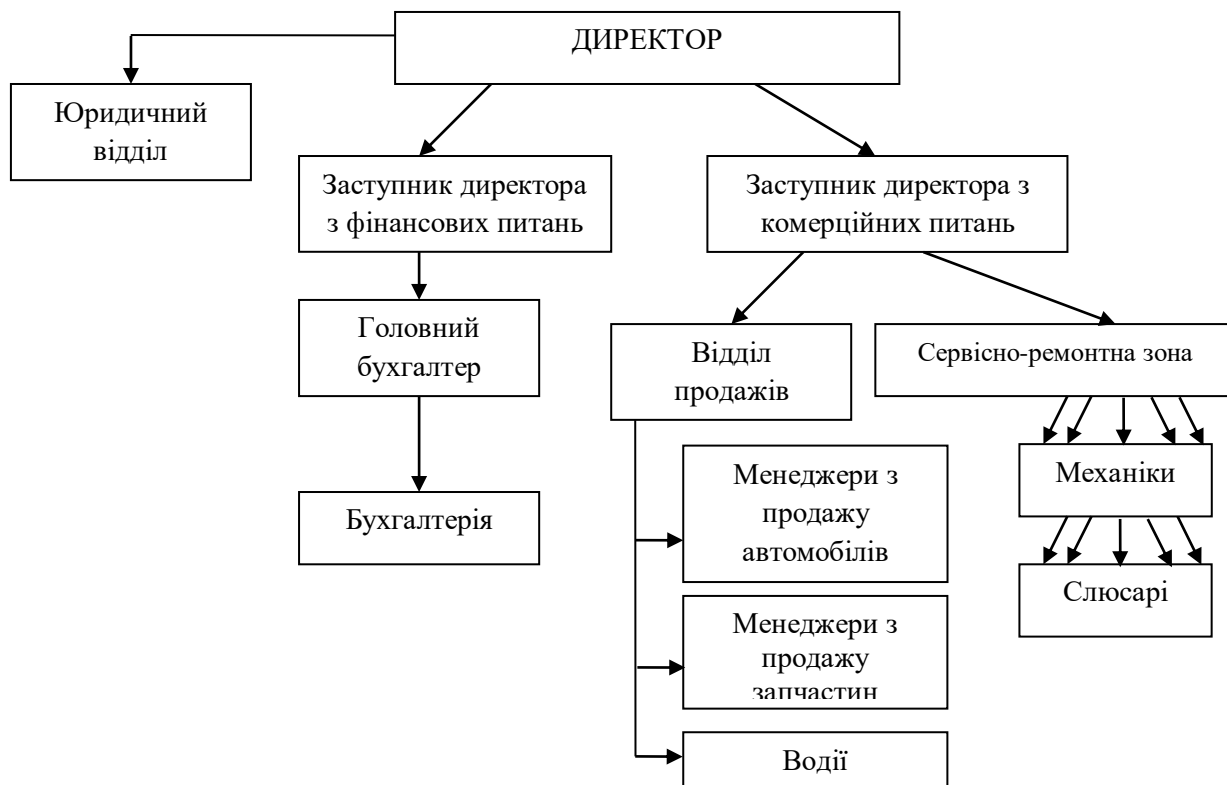 ДИРЕКТОР
Юридичний
відділ
Заступник директора
з фінансових питань
Заступник директора з
комерційних питань
Головний
бухгалтер
Відділ
продажів
Сервісно-ремонтна зона
Менеджери з
продажу
автомобілів
Механіки
Бухгалтерія
Слюсарі
Менеджери з
продажу
запчастин
Водії